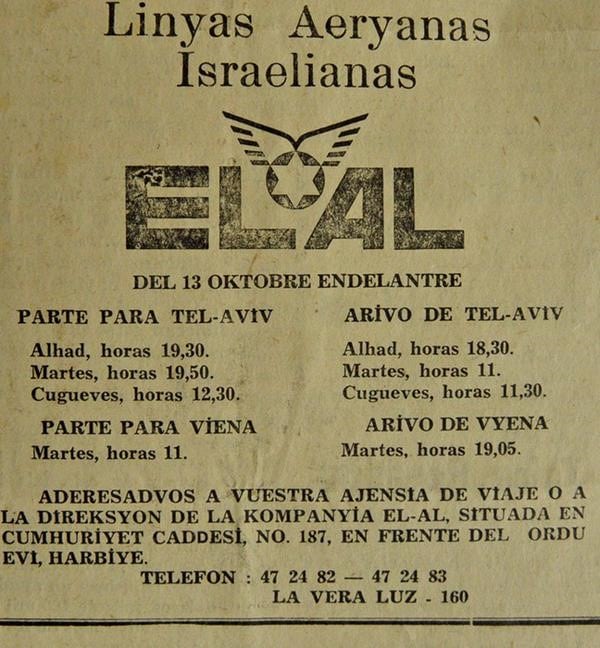 Linyas Aeryanas
Israelianas
EL AL
DEL 13 OKTOBRE ENDELANTRE
PARTE PARA TEL-AVİV
Alhad, horas 19,30.
Martes, horas 19,50.
Cugueves, horas 12,30.
PARTE PARA VİENA
Martes, horas 11.
ARİVO DE TEL-AVİV
Alhad, horas 18,30.
Martes, horas 11.
Cugueves, horas 11,30.
ARİVO DE VYENA
Martes, horas 19,05.
ADERESADVOS A VUESTRA AJENSİA DE VİAJE O A
LA DİREKSYON DE LA KOMPANYİA EL-AL, SİTUADA EN
CUMHURİYET CADDESİ, NO. 187, EN FRENTE DEL ORDU
EVİ, HARBİYE.
TELEFON : 47 24 82 — 47 24 83
LA VERA LUZ - 160